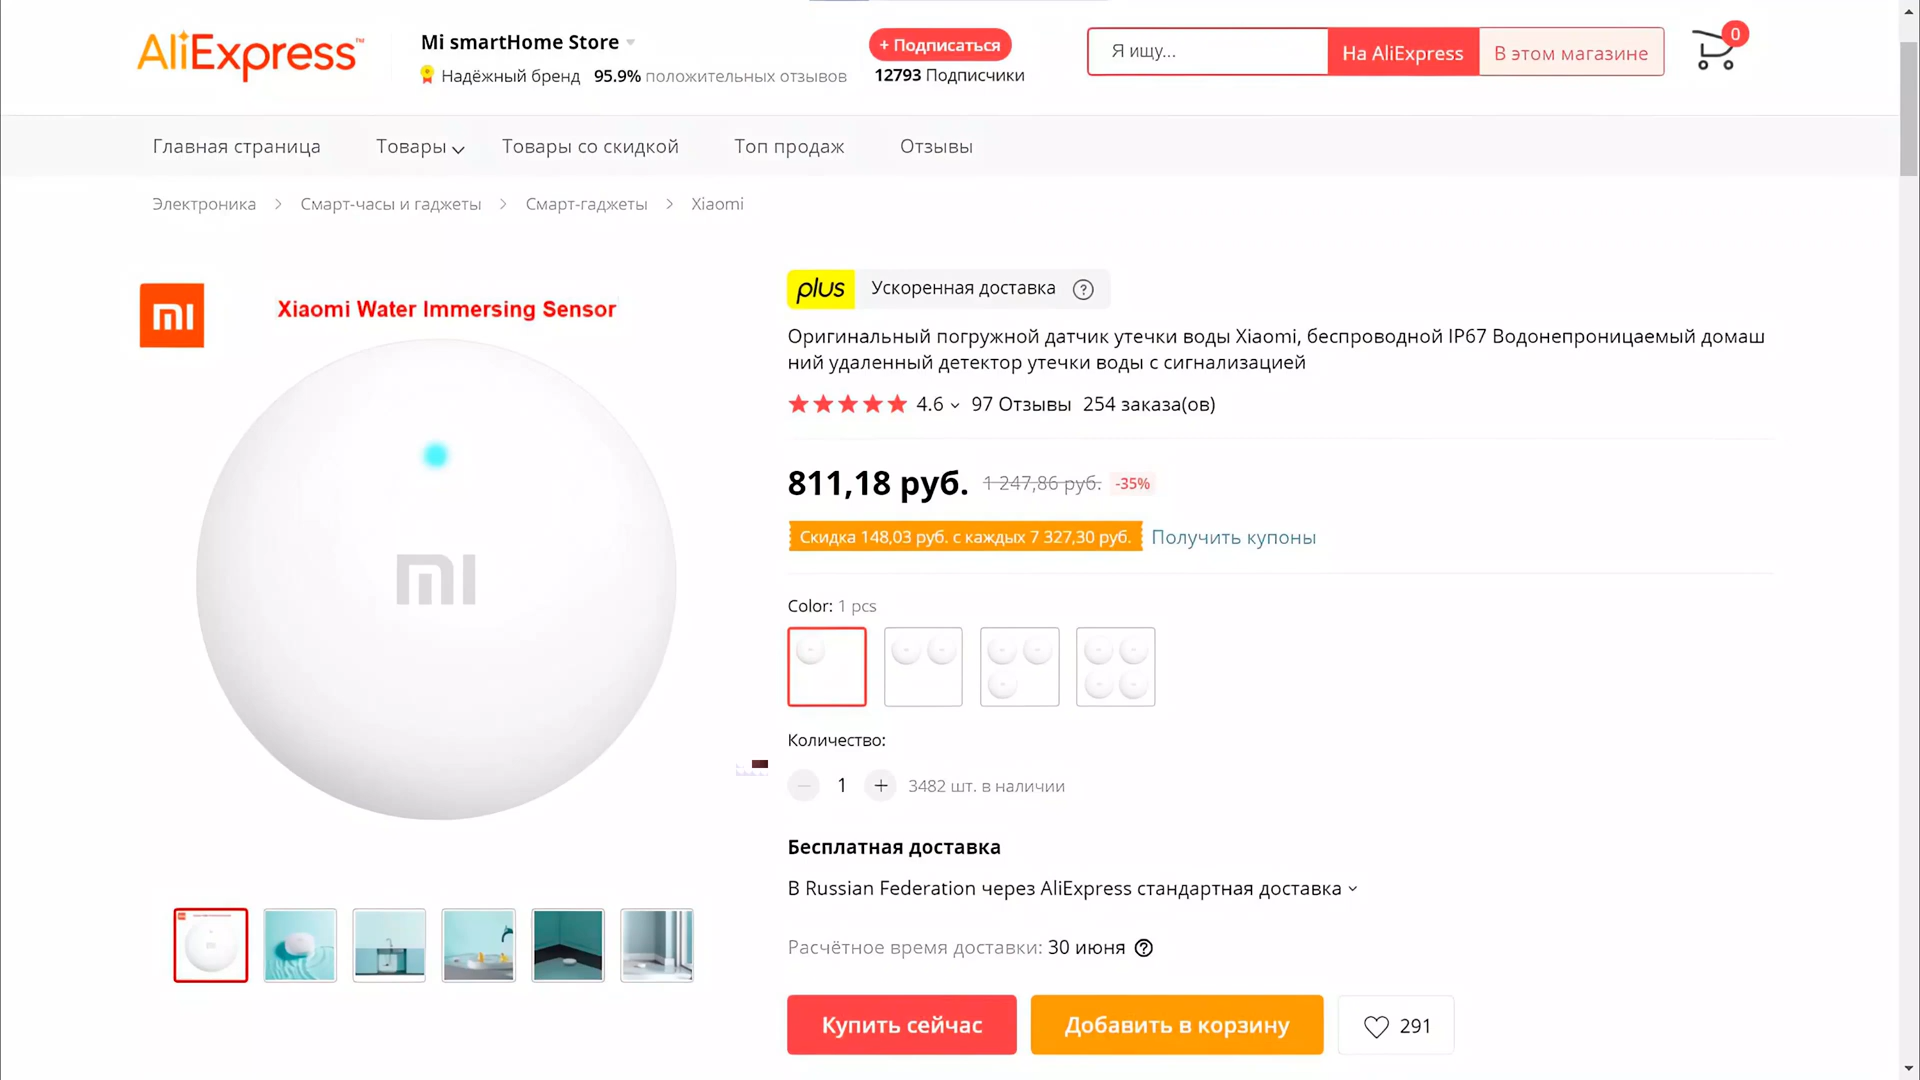 AliExpress™
Mi smartHome Store
Надёжный бренд 95.9% положительных отзывов
+ Подписаться
12793 Подписчики
Я ищу...
На AliExpress
В этом магазине
0
Главная страница
Товары
Товары со скидкой
Топ продаж
Отзывы
Электроника > Смарт-часы и гаджеты > Смарт-гаджеты > Xiaomi
mi
Xiaomi Water Immersing Sensor
mi
plus Ускоренная доставка ?
Оригинальный погружной датчик утечки воды Xiaomi, беспроводной IP67 Водонепроницаемый домаш
ний удаленный детектор утечки воды с сигнализацией
4.6 97 Отзывы 254 заказа(ов)
811,18 руб. 1 247,86 руб. -35%
Скидка 148,03 руб. с каждых 7 327,30 руб. Получить купоны
Color: 1 pcs
Количество:
− 1 + 3482 шт. в наличии
Бесплатная доставка
В Russian Federation через AliExpress стандартная доставка
Расчётное время доставки: 30 июня ?
Купить сейчас
Добавить в корзину
291